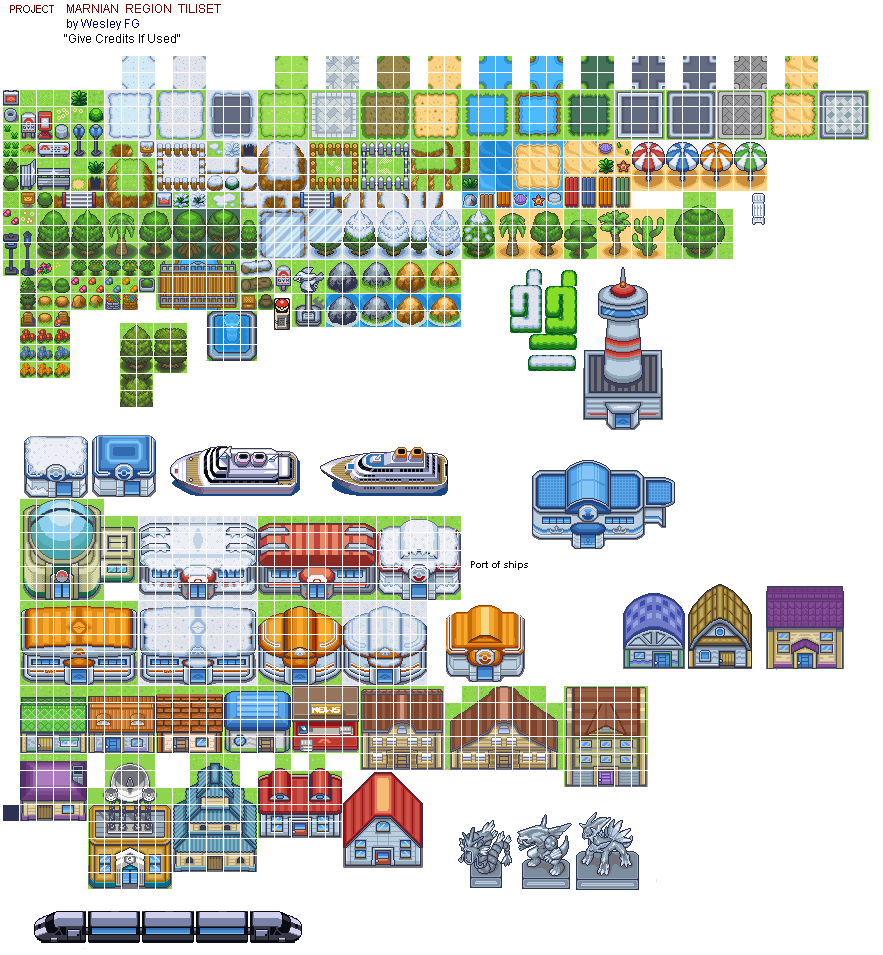 PROJECT MARNIAN REGION TILISET
by Wesley FG
"Give Credits If Used"
Port of ships
NEWS